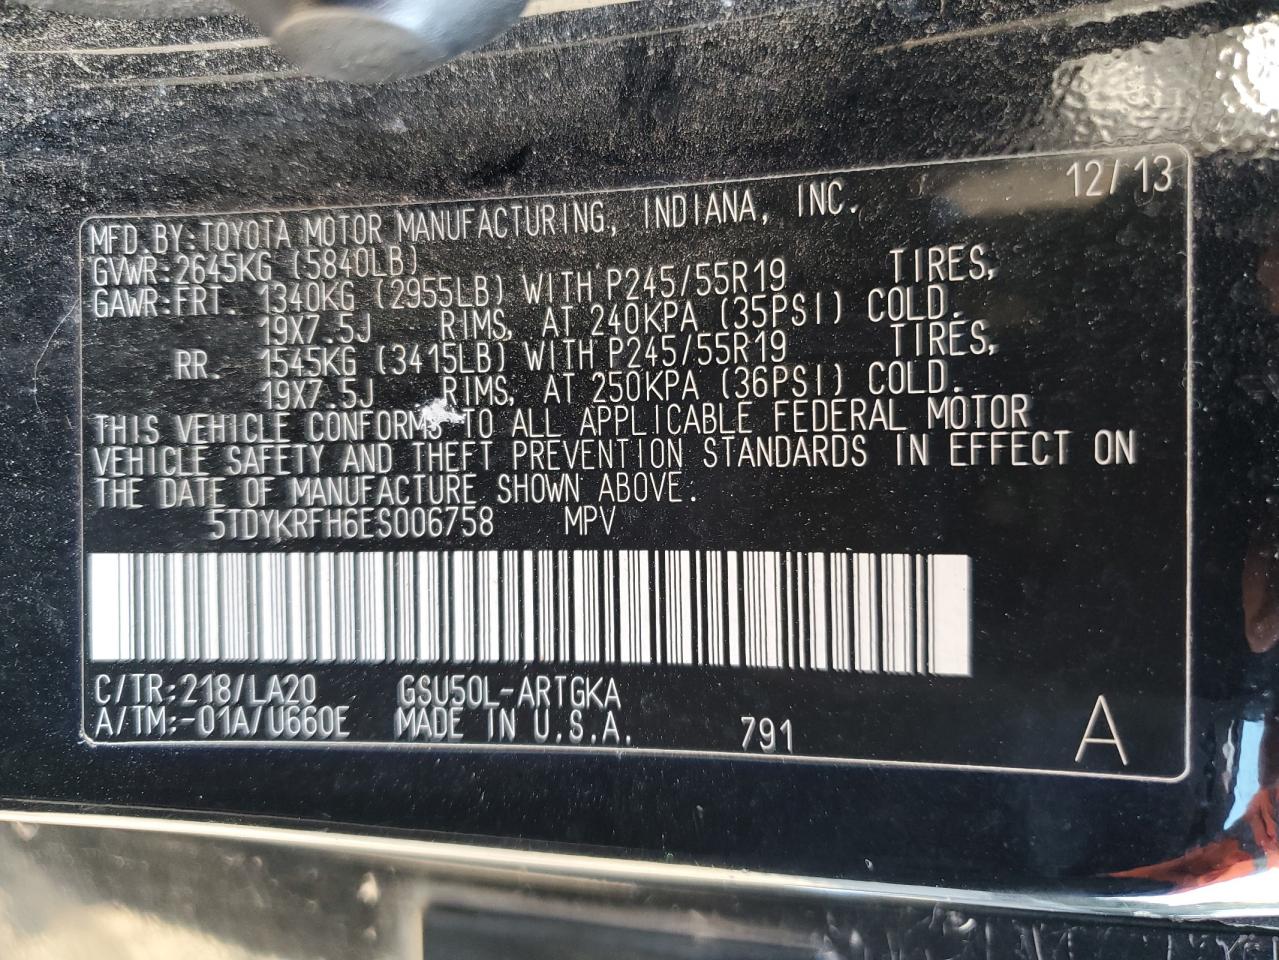 12/13
MFD.BY:TOYOTA MOTOR MANUFACTURING, INDIANA, INC.
GVWR:2645KG (5840LB)
GAWR:FRT. 1340KG (2955LB) WITH P245/55R19 TIRES,
19X7.5J RIMS, AT 240KPA (35PSI) COLD.
RR. 1545KG (3415LB) WITH P245/55R19 TIRES,
19X7.5J RIMS, AT 250KPA (36PSI) COLD.
THIS VEHICLE CONFORMS TO ALL APPLICABLE FEDERAL MOTOR
VEHICLE SAFETY AND THEFT PREVENTION STANDARDS IN EFFECT ON
THE DATE OF MANUFACTURE SHOWN ABOVE.
5TDYKRFH6ES006758 MPV
C/TR:218/LA20 GSU50L-ARTGKA
A/TM:-01A/U660E MADE IN U.S.A. 791 A